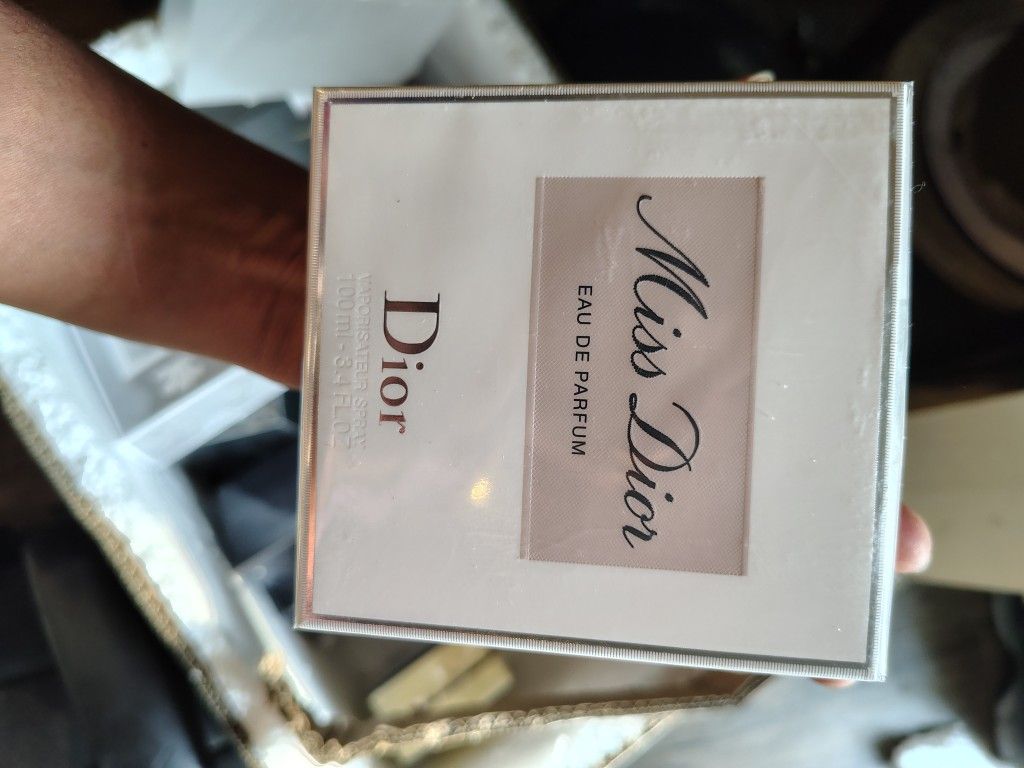 Miss Dior
EAU DE PARFUM
Dior
VAPORISATEUR SPRAY
100 ml - 3.4 FL.OZ